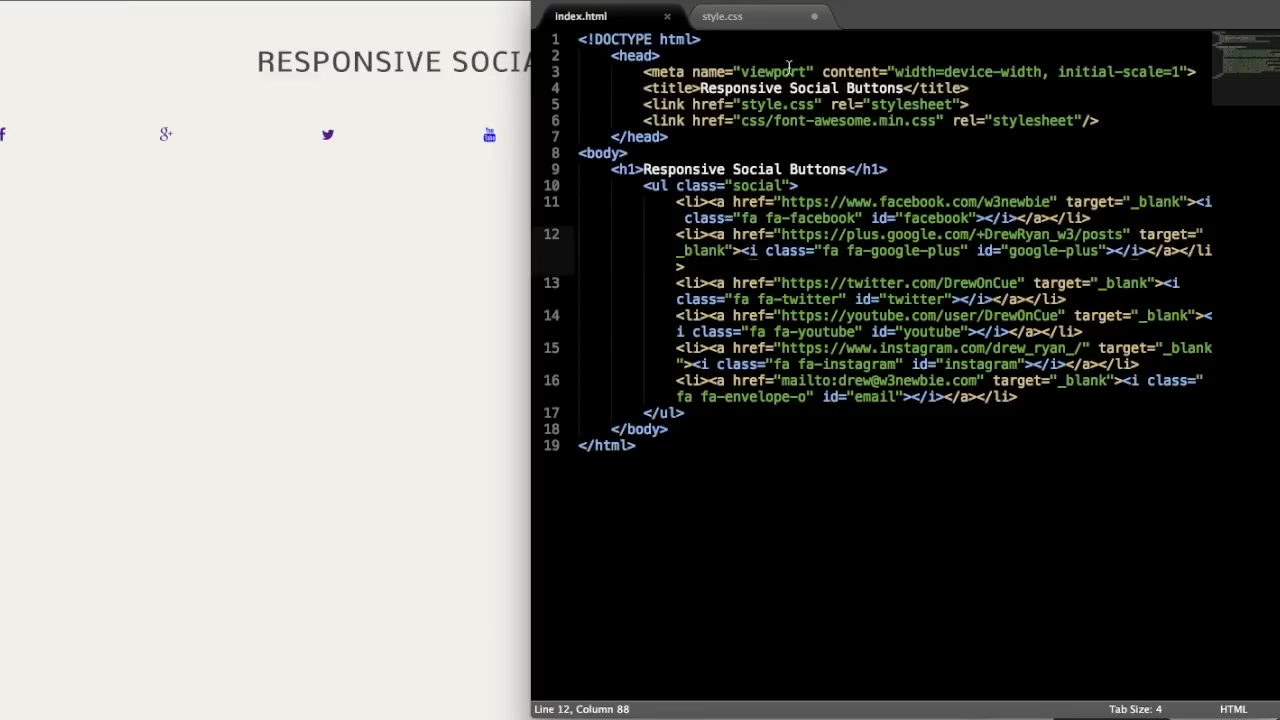 RESPONSIVE SOCIA
index.html
style.css
1 <!DOCTYPE html>
2 <head>
3 <meta name="viewport" content="width=device-width, initial-scale=1">
4 <title>Responsive Social Buttons</title>
5 <link href="style.css" rel="stylesheet">
6 <link href="css/font-awesome.min.css" rel="stylesheet"/>
7 </head>
8 <body>
9 <h1>Responsive Social Buttons</h1>
10 <ul class="social">
11 <li><a href="https://www.facebook.com/w3newbie" target="_blank"><i
class="fa fa-facebook" id="facebook"></i></a></li>
12 <li><a href="https://plus.google.com/+DrewRyan_w3/posts" target="
_blank"><i class="fa fa-google-plus" id="google-plus"></i></a></li
>
13 <li><a href="https://twitter.com/DrewOnCue" target="_blank"><i
class="fa fa-twitter" id="twitter"></i></a></li>
14 <li><a href="https://youtube.com/user/DrewOnCue" target="_blank"><
i class="fa fa-youtube" id="youtube"></i></a></li>
15 <li><a href="https://www.instagram.com/drew_ryan_/" target="_blank
"><i class="fa fa-instagram" id="instagram"></i></a></li>
16 <li><a href="mailto:drew@w3newbie.com" target="_blank"><i class="
fa fa-envelope-o" id="email"></i></a></li>
17 </ul>
18 </body>
19 </html>
Line 12, Column 88
Tab Size: 4
HTML